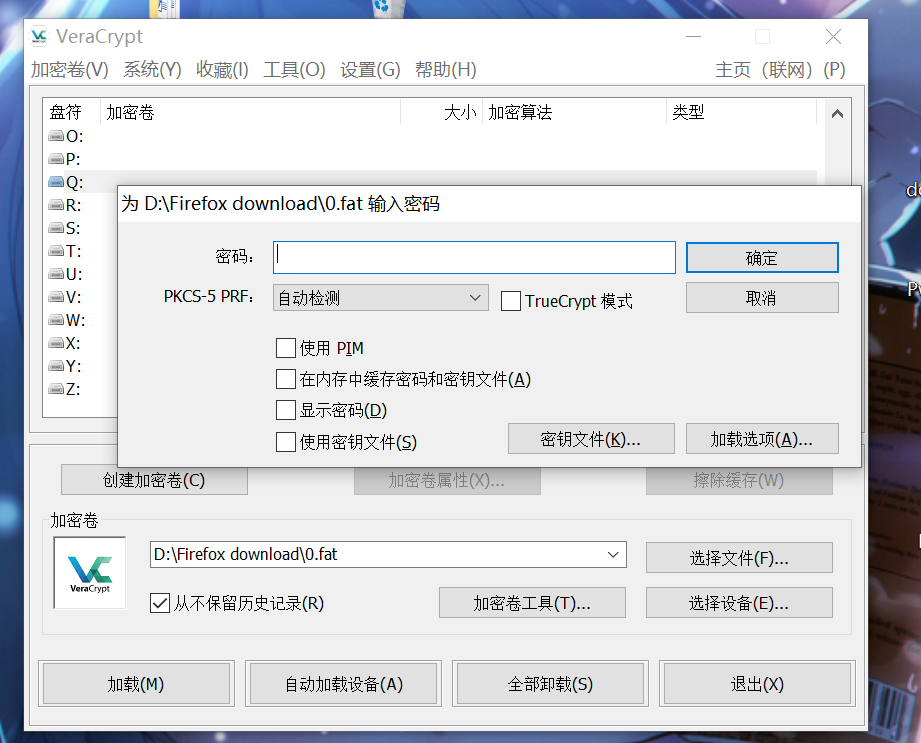 VeraCrypt
加密卷(V) 系统(Y) 收藏(I) 工具(O) 设置(G) 帮助(H) 主页（联网）(P)
盘符 加密卷 大小 加密算法 类型
O:
P:
Q:
R:
S:
T:
U:
V:
W:
X:
Y:
Z:
为 D:\Firefox download\0.fat 输入密码
密码: 确定
PKCS-5 PRF: 自动检测 TrueCrypt 模式 取消
使用 PIM
在内存中缓存密码和密钥文件(A)
显示密码(D)
使用密钥文件(S) 密钥文件(K)... 加载选项(A)...
创建加密卷(C) 加密卷属性(X)... 擦除缓存(W)
加密卷
VeraCrypt
D:\Firefox download\0.fat 选择文件(F)...
从不保留历史记录(R) 加密卷工具(T)... 选择设备(E)...
加载(M) 自动加载设备(A) 全部卸载(S) 退出(X)